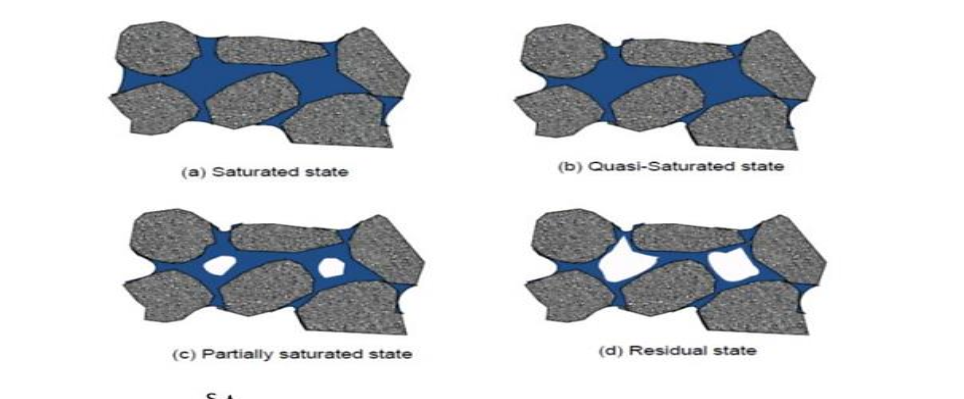 (a) Saturated state
(b) Quasi-Saturated state
(c) Partially saturated state
(d) Residual state
S